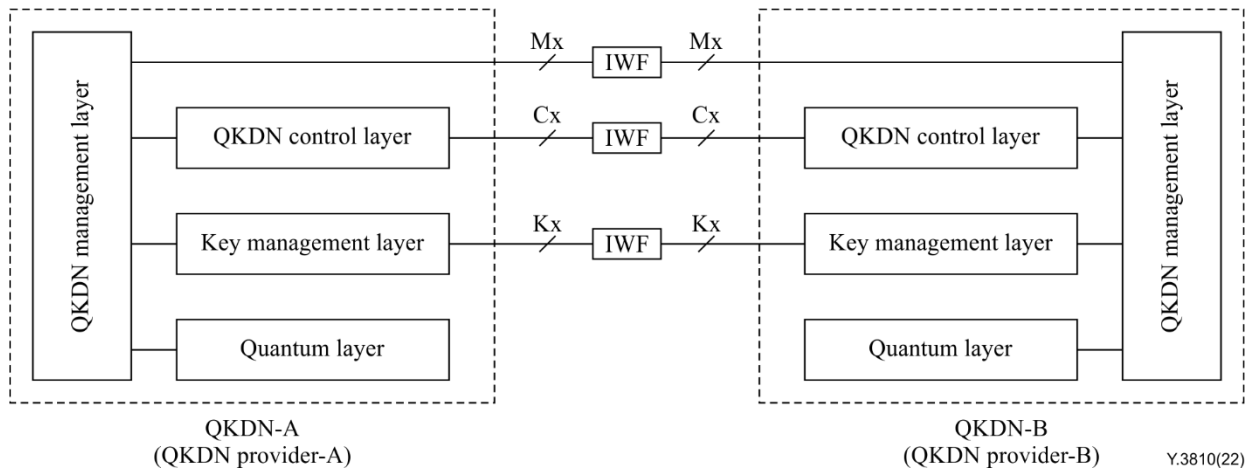 Mx IWF Mx
QKDN management layer
QKDN control layer
Cx IWF Cx
QKDN control layer
QKDN management layer
Key management layer
Kx IWF Kx
Key management layer
Quantum layer
Quantum layer
QKDN-A
(QKDN provider-A)
QKDN-B
(QKDN provider-B)
Y.3810(22)